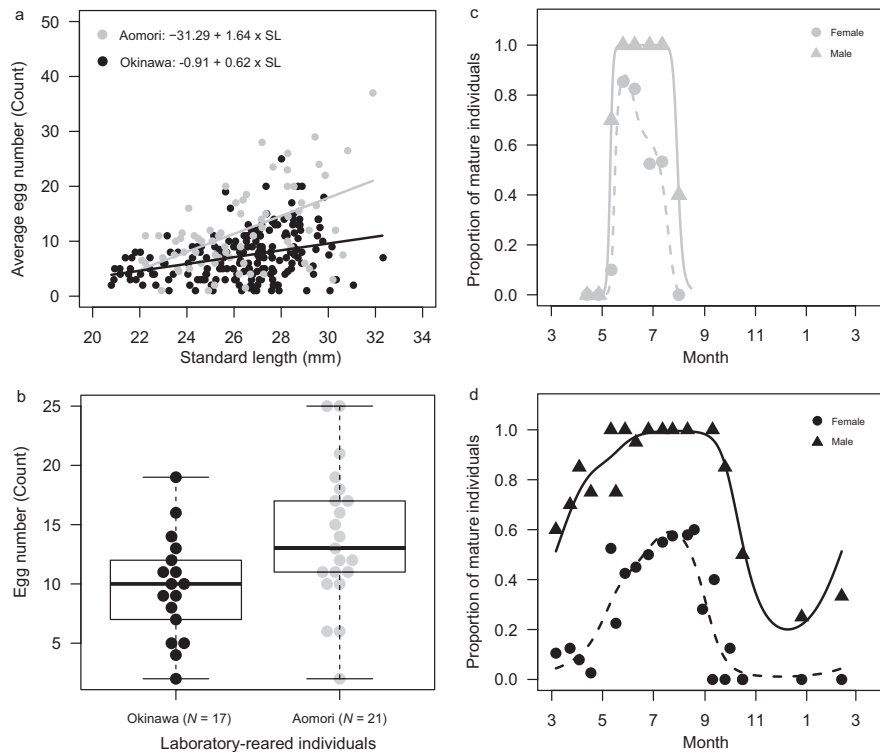 a
Aomori: −31.29 + 1.64 x SL
Okinawa: -0.91 + 0.62 x SL
Average egg number (Count)
50
40
30
20
10
0
20 22 24 26 28 30 32 34
Standard length (mm)
b
Egg number (Count)
25
20
15
10
5
Okinawa (N = 17) Aomori (N = 21)
Laboratory-reared individuals
c
Female
Male
Proportion of mature individuals
1.0
0.8
0.6
0.4
0.2
0.0
3 5 7 9 11 1 3
Month
d
Female
Male
Proportion of mature individuals
1.0
0.8
0.6
0.4
0.2
0.0
3 5 7 9 11 1 3
Month